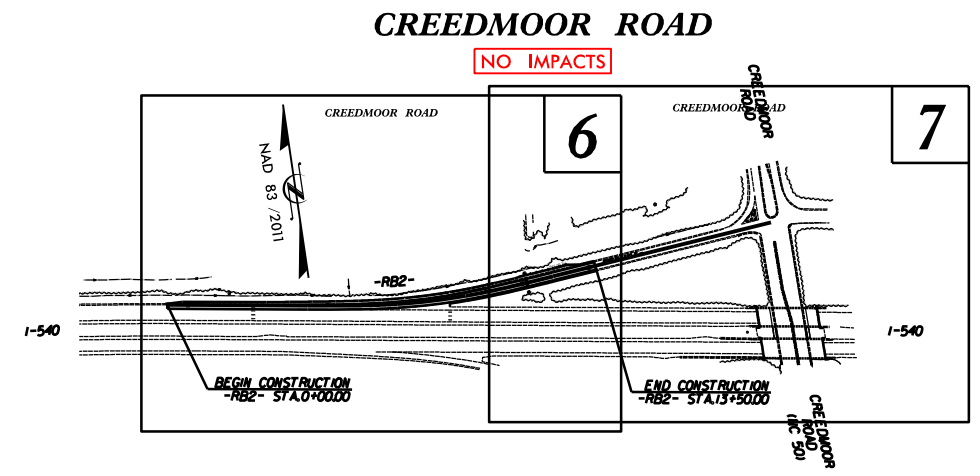 CREEDMOOR ROAD
NO IMPACTS
CREEDMOOR ROAD
6
CREEDMOOR ROAD
7
CREEDMOOR
ROAD
NAD 83 /2011
-RB2-
I-540
I-540
BEGIN CONSTRUCTION
-RB2- STA.0+00.00
END CONSTRUCTION
-RB2- STA.13+50.00
CREEDMOOR
ROAD
(NC 50)